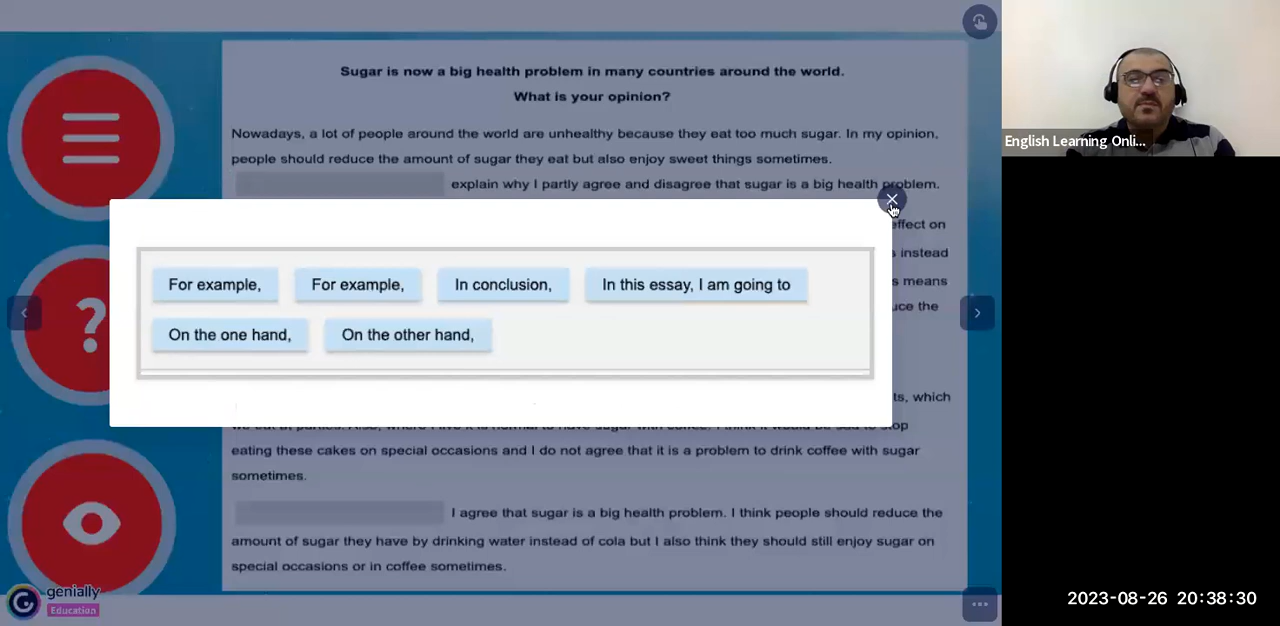 Sugar is now a big health problem in many countries around the world.
What is your opinion?
Nowadays, a lot of people around the world are unhealthy because they eat too much sugar. In my opinion,
people should reduce the amount of sugar they eat but also enjoy sweet things sometimes.
explain why I partly agree and disagree that sugar is a big health problem.
effect on
instead
means
uce the
For example,
For example,
In conclusion,
In this essay, I am going to
On the one hand,
On the other hand,
ts, which
eating these cakes on special occasions and I do not agree that it is a problem to drink coffee with sugar
sometimes.
I agree that sugar is a big health problem. I think people should reduce the
amount of sugar they have by drinking water instead of cola but I also think they should still enjoy sugar on
special occasions or in coffee sometimes.
genially
Education
English Learning Onli...
2023-08-26 20:38:30